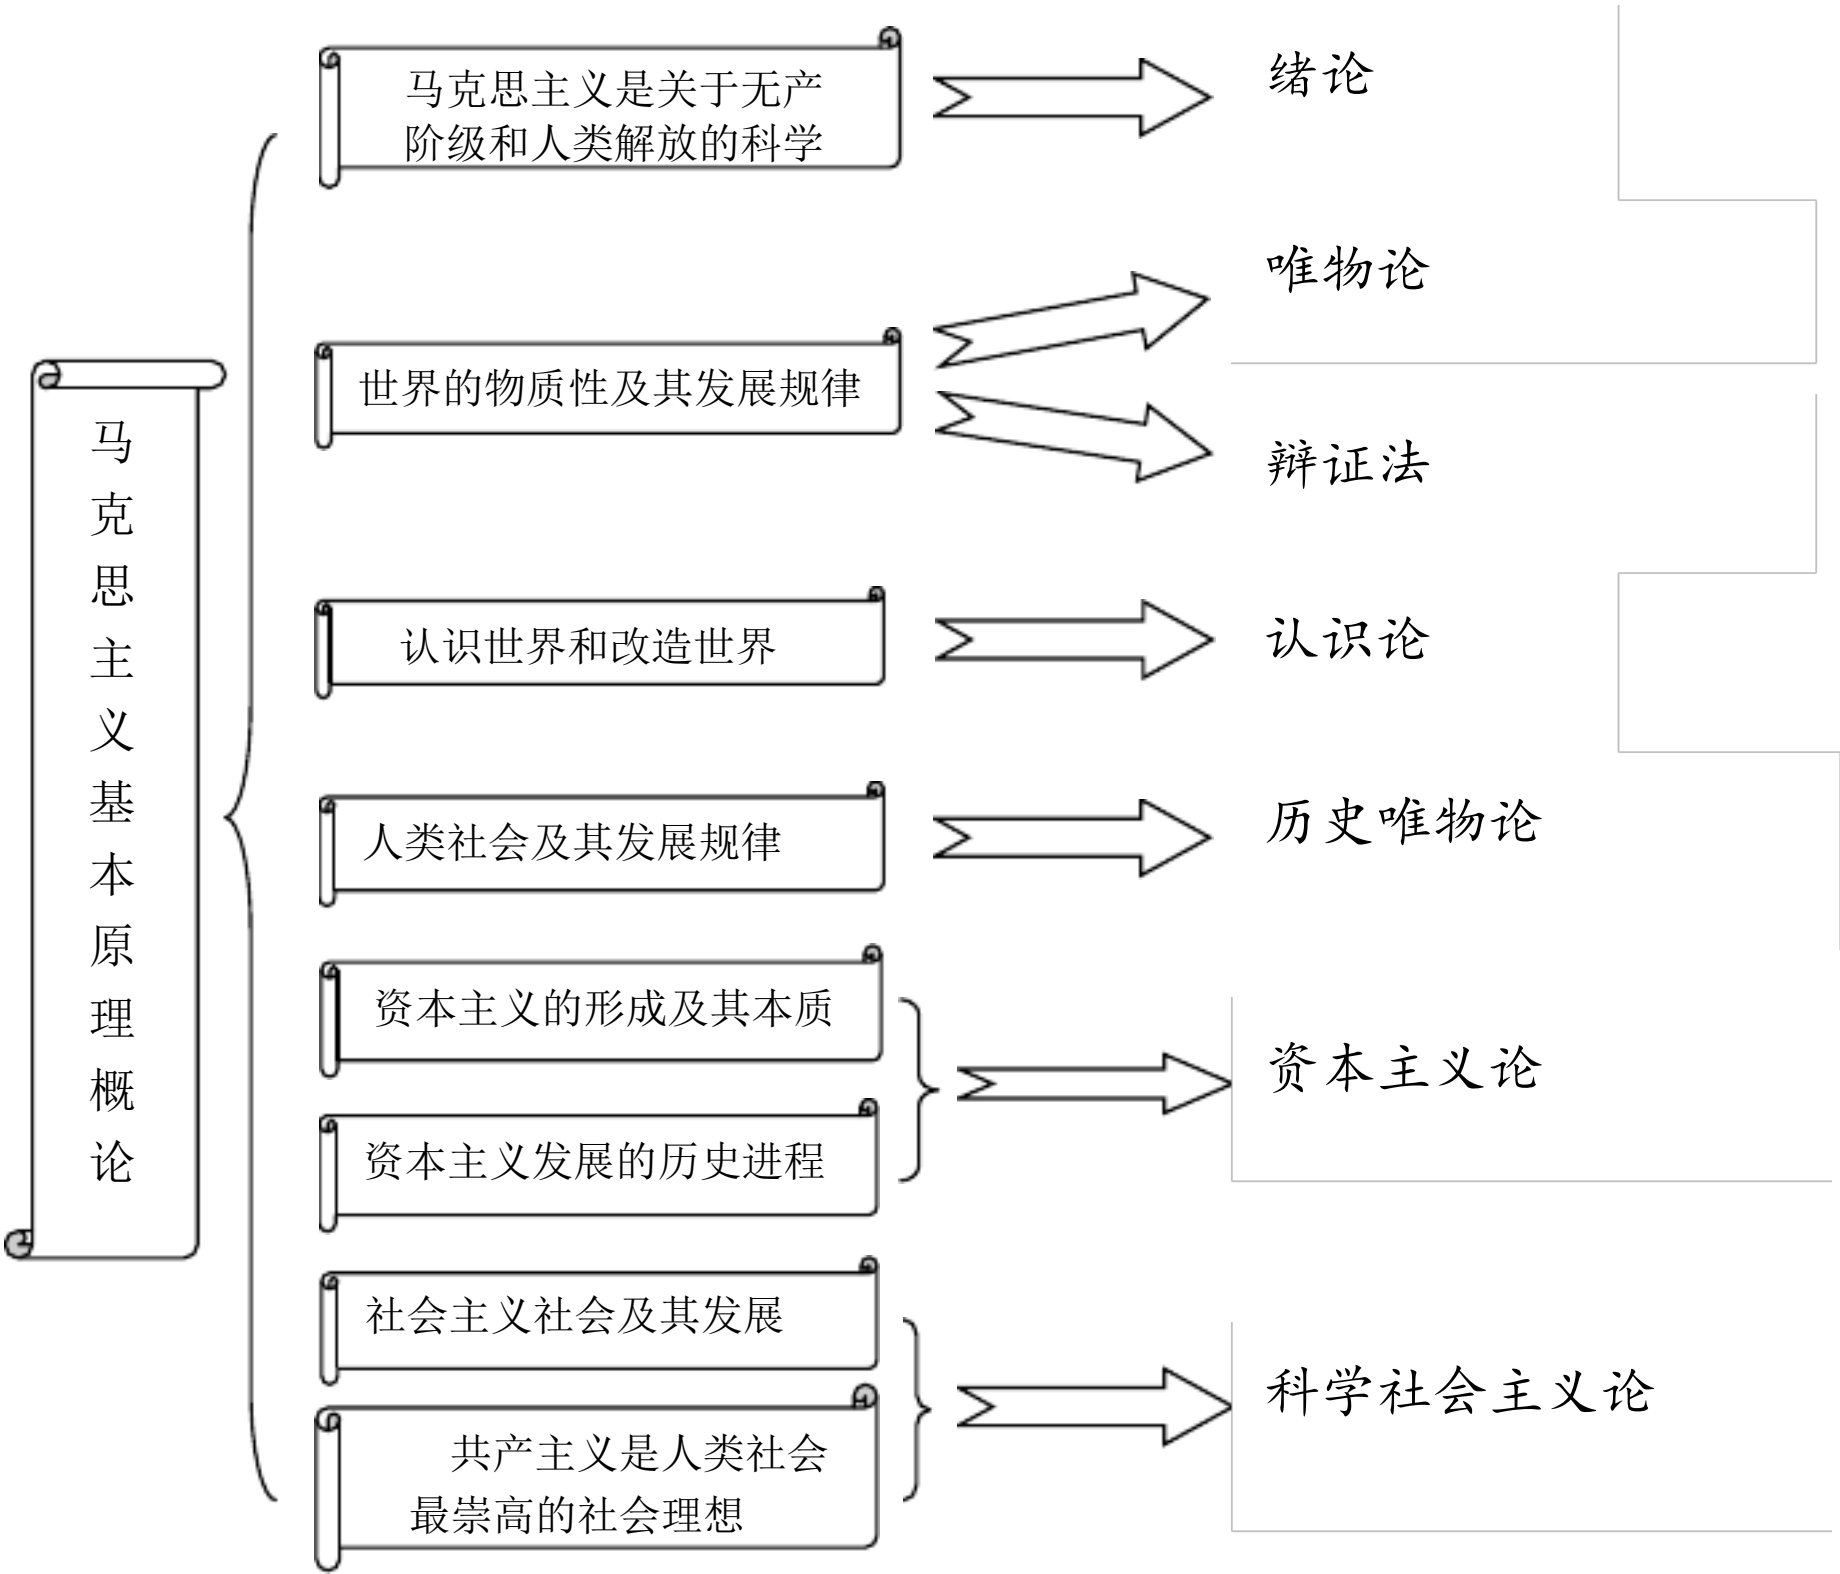 马克思主义基本原理概论
马克思主义是关于无产
阶级和人类解放的科学
绪论
世界的物质性及其发展规律
唯物论
辩证法
认识世界和改造世界
认识论
人类社会及其发展规律
历史唯物论
资本主义的形成及其本质
资本主义发展的历史进程
资本主义论
社会主义社会及其发展
共产主义是人类社会
最崇高的社会理想
科学社会主义论